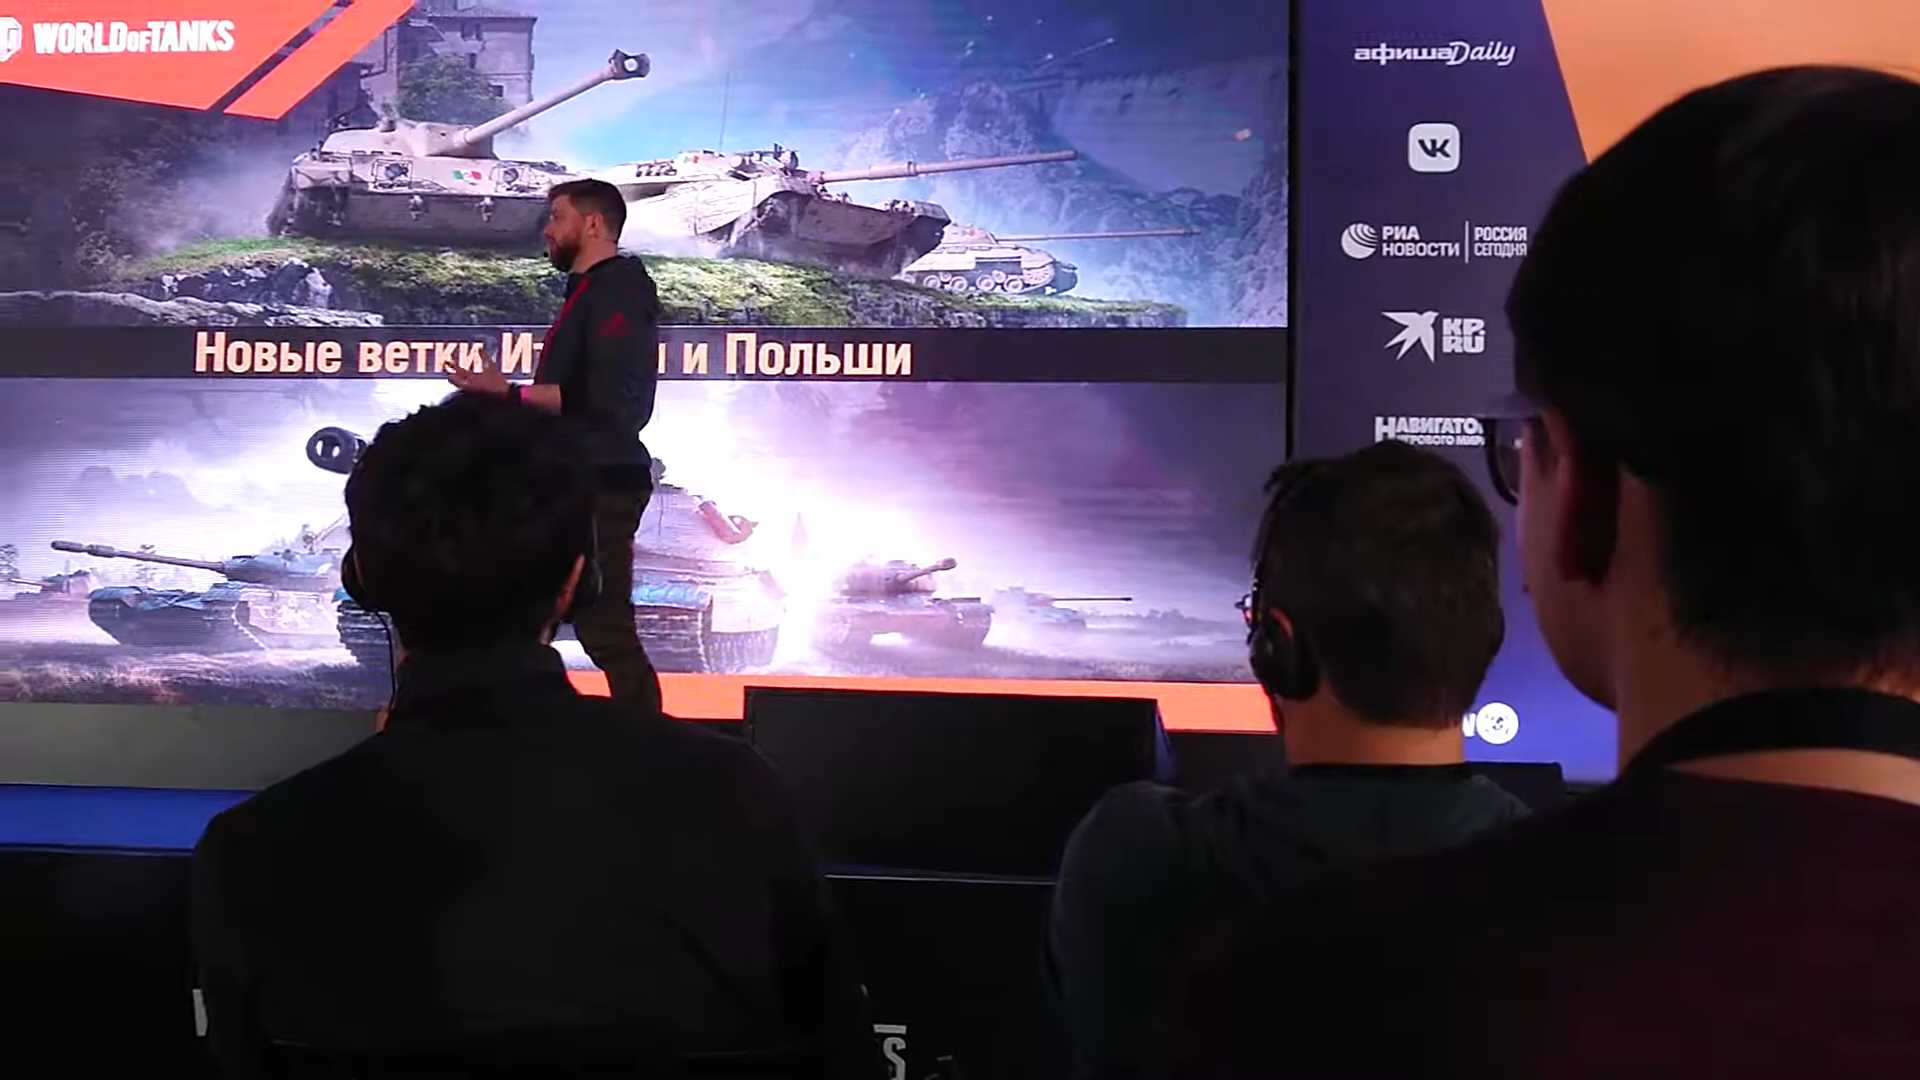 WORLD OF TANKS
афишаDaily
VK
РИА НОВОСТИ
РОССИЯ СЕГОДНЯ
KP.RU
Новые ветки и Польши